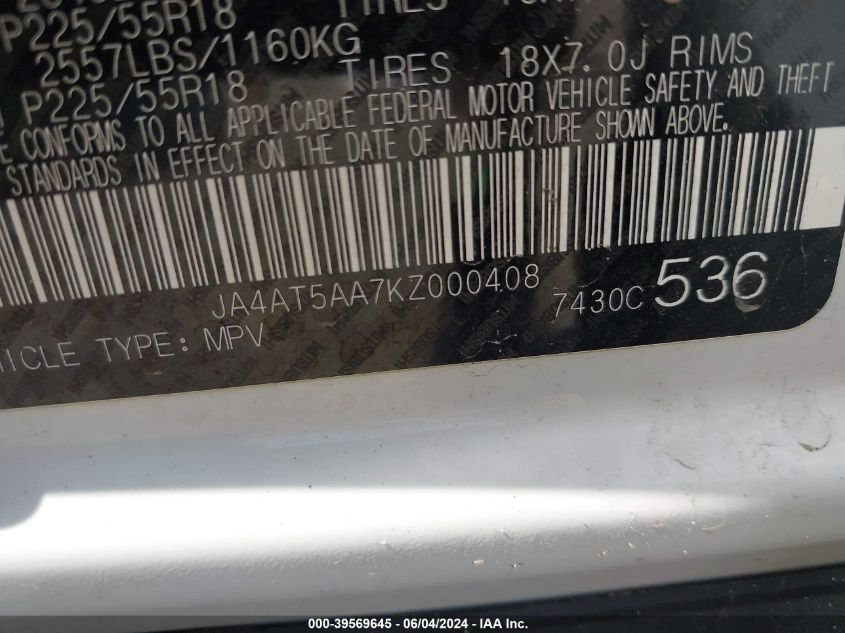 P225/55R18 TIRES
2557LBS/1160KG TIRES 18X7.0J RIMS
P225/55R18
CONFORMS TO ALL APPLICABLE FEDERAL MOTOR VEHICLE SAFETY AND THEFT
STANDARDS IN EFFECT ON THE DATE OF MANUFACTURE SHOWN ABOVE.
JA4AT5AA7KZ000408 7430C 536
HICLE TYPE: MPV
000-39569645 - 06/04/2024 - IAA Inc.